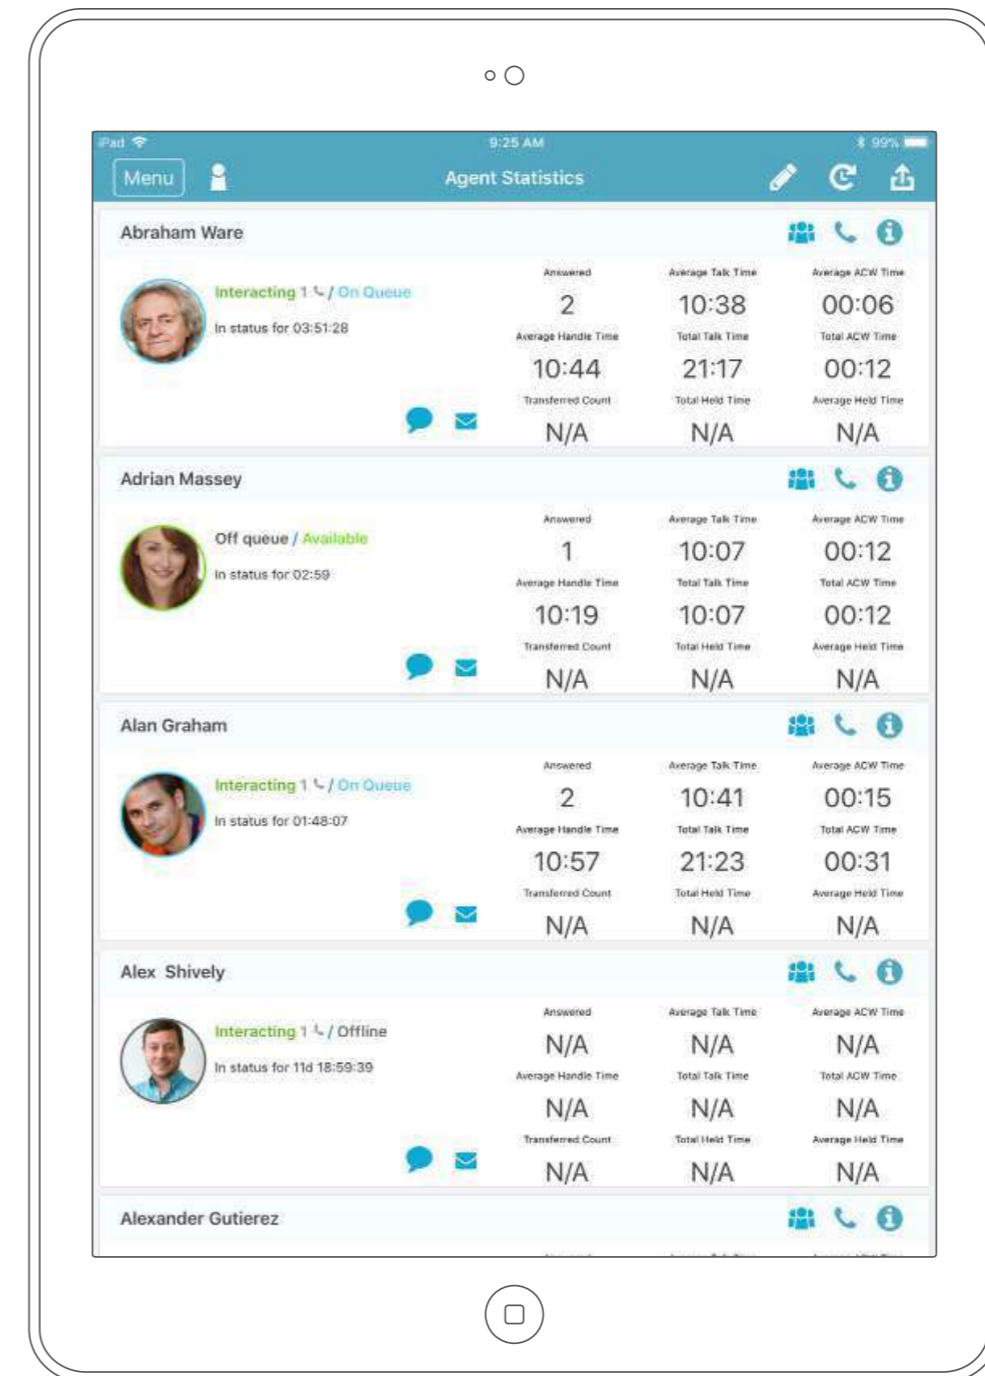 iPad 9:25 AM 99%
Menu Agent Statistics
Abraham Ware
Answered Average Talk Time Average ACW Time
Interacting 1 / On Queue
2 10:38 00:06
In status for 03:51:28
Average Handle Time Total Talk Time Total ACW Time
10:44 21:17 00:12
Transferred Count Total Held Time Average Held Time
N/A N/A N/A
Adrian Massey
Answered Average Talk Time Average ACW Time
Off queue / Available
1 10:07 00:12
In status for 02:59
Average Handle Time Total Talk Time Total ACW Time
10:19 10:07 00:12
Transferred Count Total Held Time Average Held Time
N/A N/A N/A
Alan Graham
Answered Average Talk Time Average ACW Time
Interacting 1 / On Queue
2 10:41 00:15
In status for 01:48:07
Average Handle Time Total Talk Time Total ACW Time
10:57 21:23 00:31
Transferred Count Total Held Time Average Held Time
N/A N/A N/A
Alex Shively
Answered Average Talk Time Average ACW Time
Interacting 1 / Offline
N/A N/A N/A
In status for 11d 18:59:39
Average Handle Time Total Talk Time Total ACW Time
N/A N/A N/A
Transferred Count Total Held Time Average Held Time
N/A N/A N/A
Alexander Gutierez